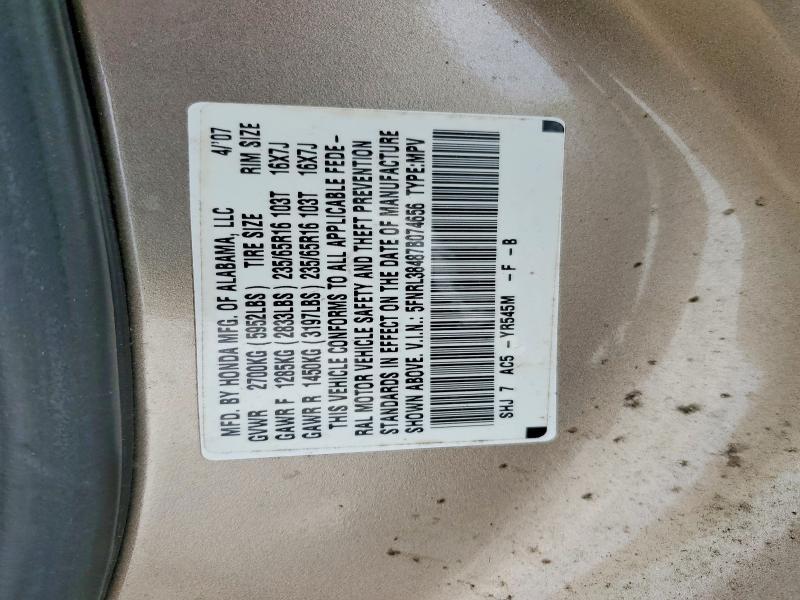 MFD. BY HONDA MFG. OF ALABAMA, LLC 4/'07
GVWR 2700KG (5952LBS) TIRE SIZE RIM SIZE
GAWR F 1285KG (2833LBS) 235/65R16 103T 16X7J
GAWR R 1450KG (3197LBS) 235/65R16 103T 16X7J
THIS VEHICLE CONFORMS TO ALL APPLICABLE FEDE-
RAL MOTOR VEHICLE SAFETY AND THEFT PREVENTION
STANDARDS IN EFFECT ON THE DATE OF MANUFACTURE
SHOWN ABOVE. V.I.N.: 5FNRL38487B074656 TYPE:MPV
SHJ 7 AC5 - YR545M - F - B